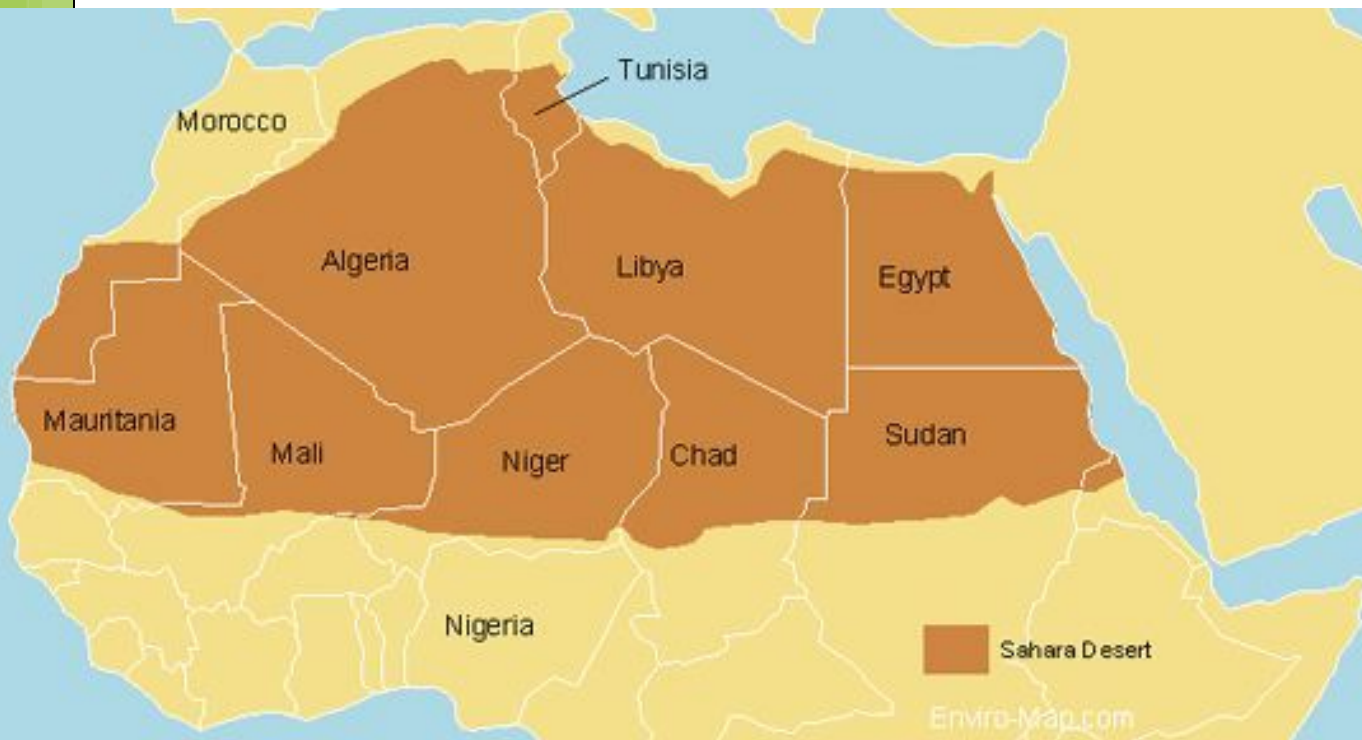 Tunisia
Morocco
Algeria
Libya
Egypt
Mauritania
Mali
Niger
Chad
Sudan
Nigeria
Sahara Desert
Enviro-Map.com